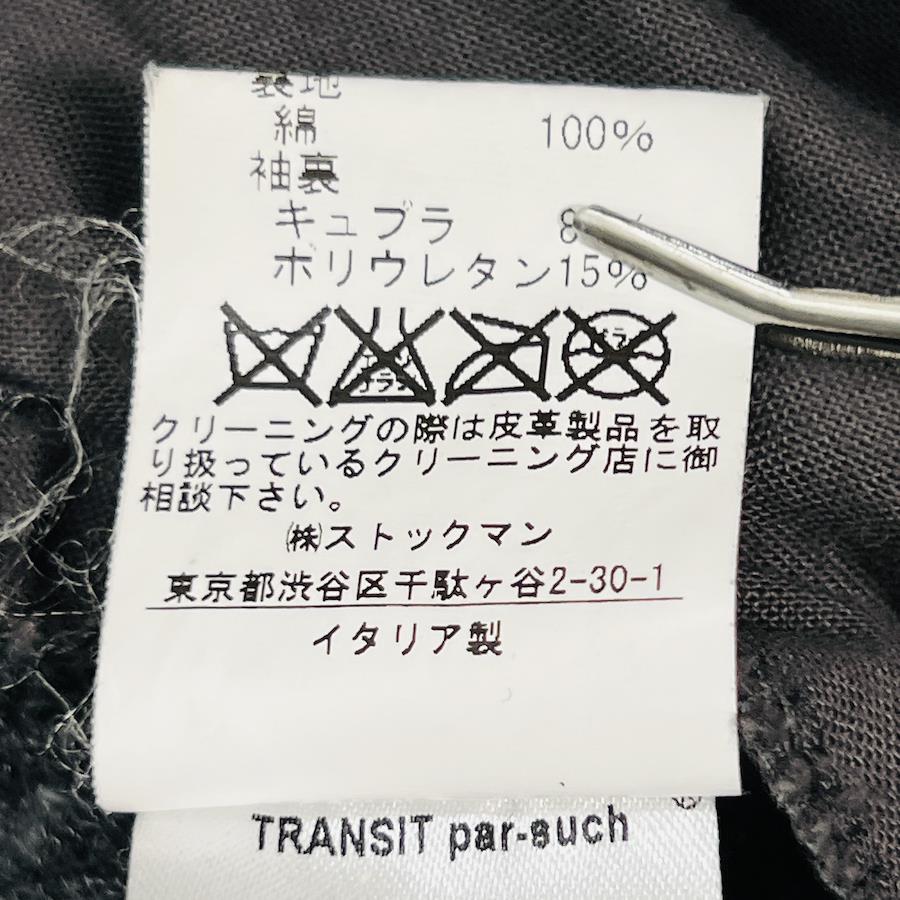 裏地
綿 100%
袖裏
キュプラ 8
ポリウレタン 15%
クリーニングの際は皮革製品を取
り扱っているクリーニング店に御
相談下さい。
㈱ストックマン
東京都渋谷区千駄ヶ谷2-30-1
イタリア製
TRANSIT par-such